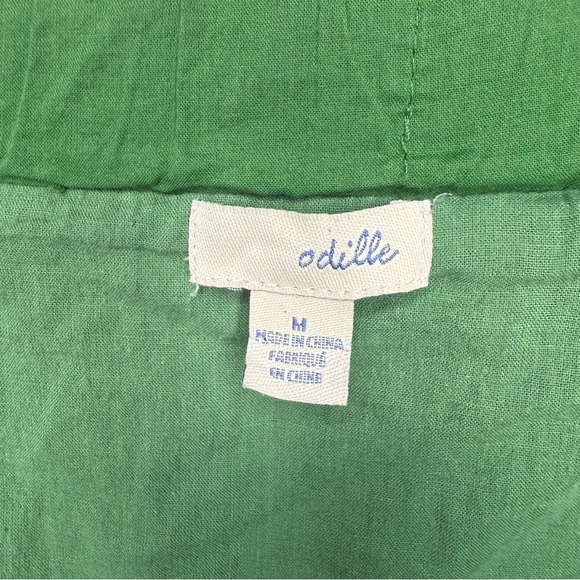 odille
M
MADE IN CHINA
FABRIQUÉ
EN CHINE